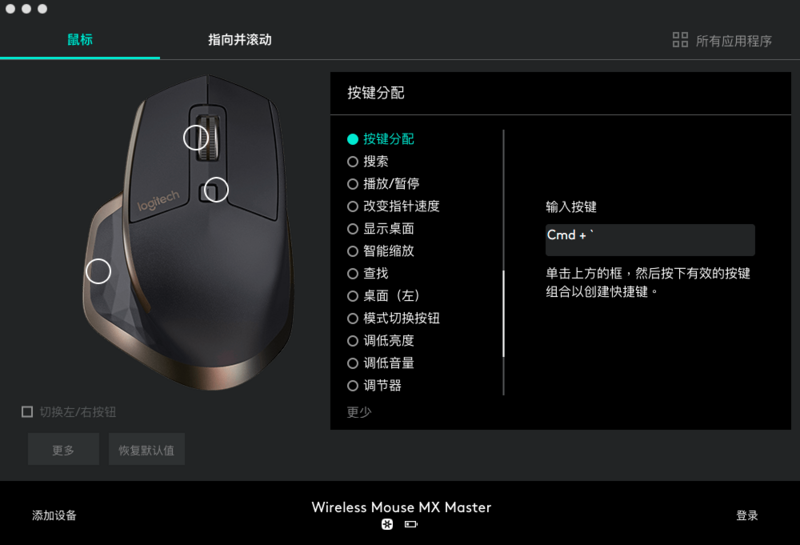 鼠标
指向并滚动
所有应用程序
按键分配
按键分配
搜索
播放/暂停
改变指针速度
显示桌面
智能缩放
查找
桌面（左）
模式切换按钮
调低亮度
调低音量
调节器
更少
输入按键
Cmd + `
单击上方的框，然后按下有效的按键
组合以创建快捷键。
logitech
切换左/右按钮
更多
恢复默认值
添加设备
Wireless Mouse MX Master
登录